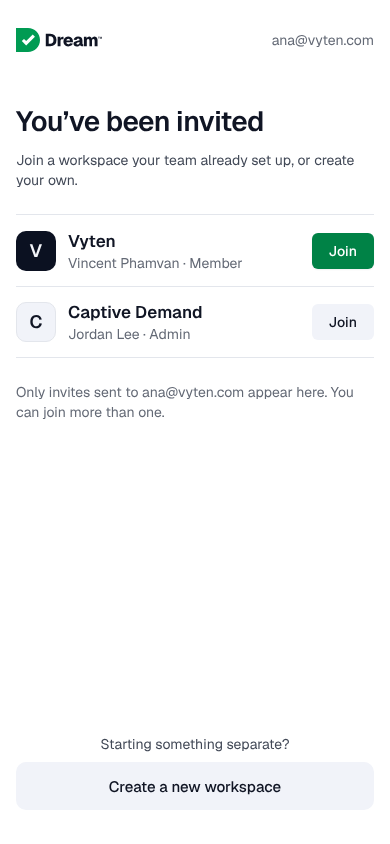 Dream™
ana@vyten.com
You’ve been invited
Join a workspace your team already set up, or create
your own.
V
Vyten
Vincent Phamvan · Member
Join
C
Captive Demand
Jordan Lee · Admin
Join
Only invites sent to ana@vyten.com appear here. You
can join more than one.
Starting something separate?
Create a new workspace